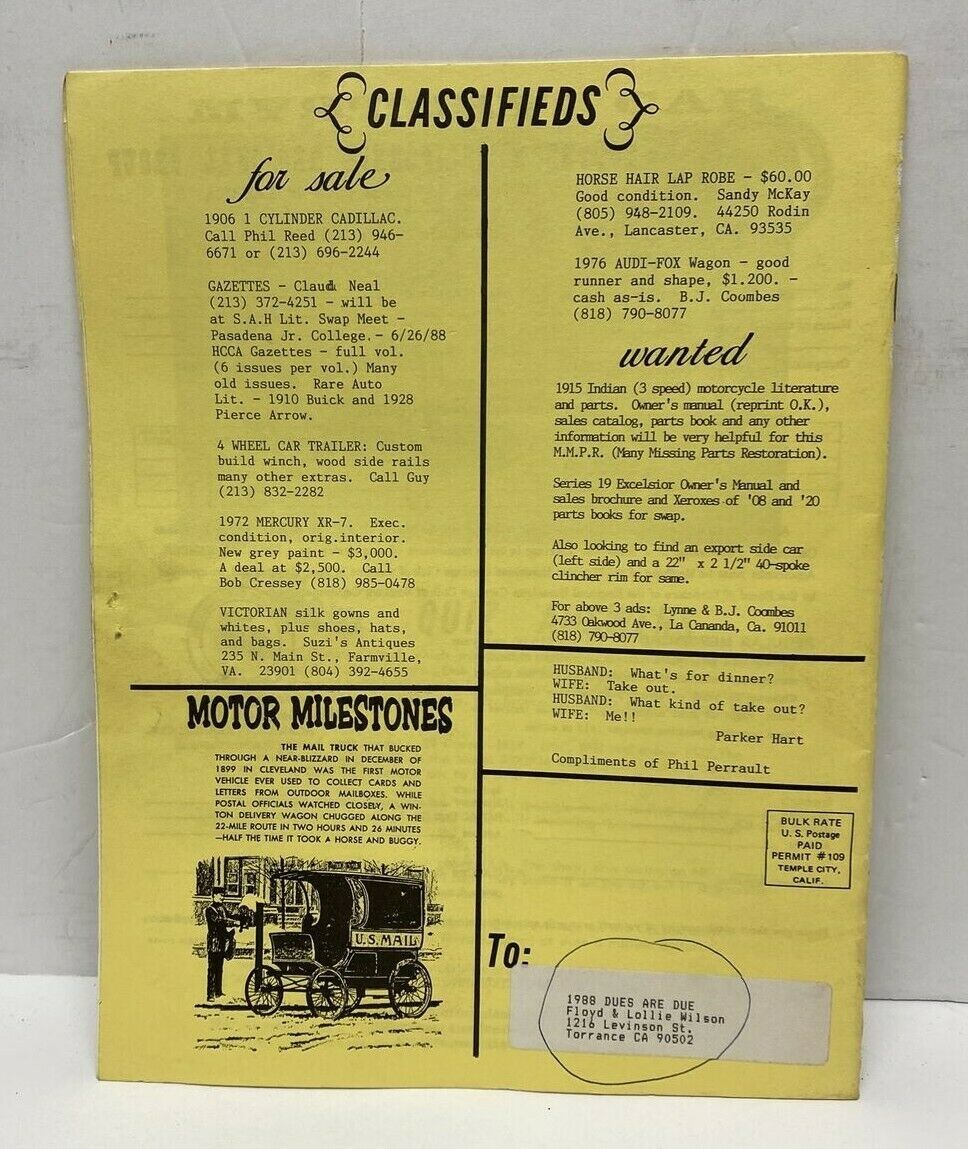 CLASSIFIEDS
for sale
1906 1 CYLINDER CADILLAC.
Call Phil Reed (213) 946-
6671 or (213) 696-2244
GAZETTES - Claude Neal
(213) 372-4251 - will be
at S.A.H Lit. Swap Meet -
Pasadena Jr. College. - 6/26/88
HCCA Gazettes - full vol.
(6 issues per vol.) Many
old issues. Rare Auto
Lit. - 1910 Buick and 1928
Pierce Arrow.
4 WHEEL CAR TRAILER: Custom
build winch, wood side rails
many other extras. Call Guy
(213) 832-2282
1972 MERCURY XR-7. Exec.
condition, orig.interior.
New grey paint - $3,000.
A deal at $2,500. Call
Bob Cressey (818) 985-0478
VICTORIAN silk gowns and
whites, plus shoes, hats,
and bags. Suzi's Antiques
235 N. Main St., Farmville,
VA. 23901 (804) 392-4655
MOTOR MILESTONES
THE MAIL TRUCK THAT BUCKED
THROUGH A NEAR-BLIZZARD IN DECEMBER OF
1899 IN CLEVELAND WAS THE FIRST MOTOR
VEHICLE EVER USED TO COLLECT CARDS AND
LETTERS FROM OUTDOOR MAILBOXES. WHILE
POSTAL OFFICIALS WATCHED CLOSELY, A WIN-
TON DELIVERY WAGON CHUGGED ALONG THE
22-MILE ROUTE IN TWO HOURS AND 26 MINUTES
—HALF THE TIME IT TOOK A HORSE AND BUGGY.
U.S. MAIL
HORSE HAIR LAP ROBE - $60.00
Good condition. Sandy McKay
(805) 948-2109. 44250 Rodin
Ave., Lancaster, CA. 93535
1976 AUDI-FOX Wagon - good
runner and shape, $1.200. -
cash as-is. B.J. Coombes
(818) 790-8077
wanted
1915 Indian (3 speed) motorcycle literature
and parts. Owner's manual (reprint O.K.),
sales catalog, parts book and any other
information will be very helpful for this
M.M.P.R. (Many Missing Parts Restoration).
Series 19 Excelsior Owner's Manual and
sales brochure and Xeroxes of '08 and '20
parts books for swap.
Also looking to find an export side car
(left side) and a 22" x 2 1/2" 40-spoke
clincher rim for same.
For above 3 ads: Lynne & B.J. Coombes
4733 Oakwood Ave., La Cananda, Ca. 91011
(818) 790-8077
HUSBAND: What's for dinner?
WIFE: Take out.
HUSBAND: What kind of take out?
WIFE: Me!!
Parker Hart
Compliments of Phil Perrault
BULK RATE
U.S. Postage
PAID
PERMIT #109
TEMPLE CITY,
CALIF.
To:
1988 DUES ARE DUE
Floyd & Lollie Wilson
1216 Levinson St.
Torrance CA 90502